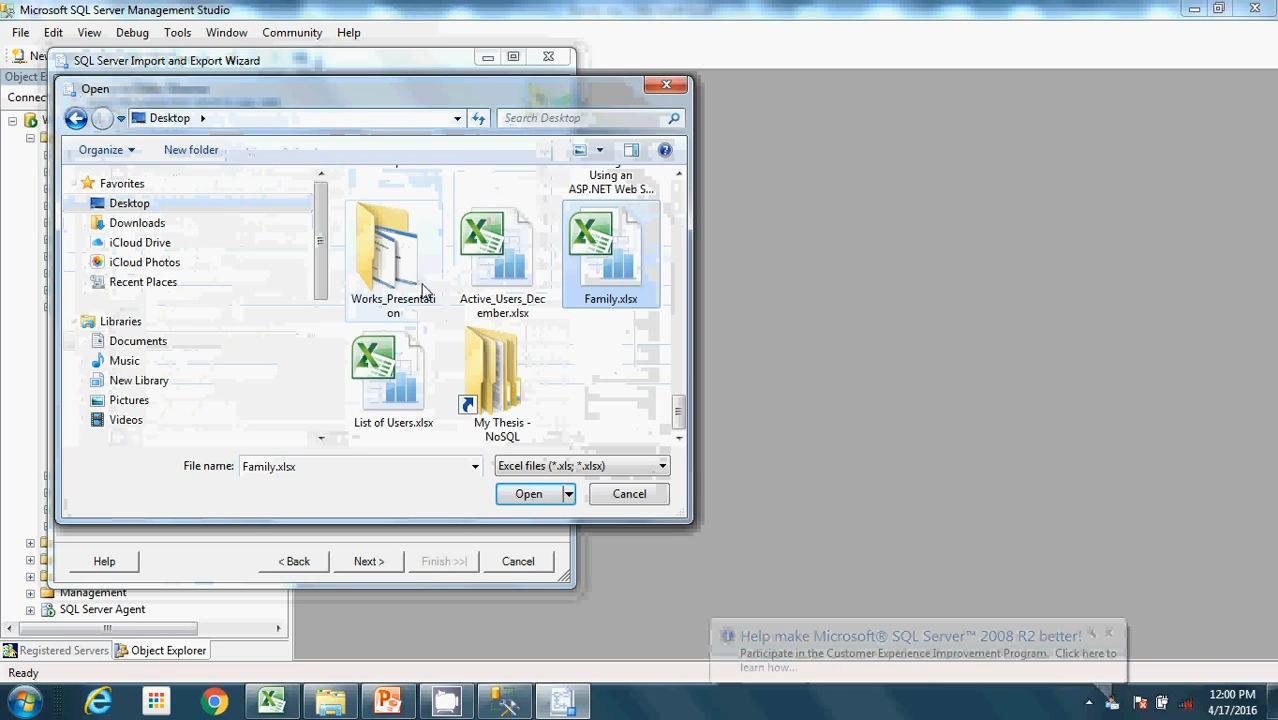 Microsoft SQL Server Management Studio
File Edit View Debug Tools Window Community Help
SQL Server Import and Export Wizard
Open
Desktop
Search Desktop
Organize
New folder
Favorites
Desktop
Downloads
iCloud Drive
iCloud Photos
Recent Places
Libraries
Documents
Music
New Library
Pictures
Videos
Using an
ASP.NET Web S...
Works_Presentati
on
Active_Users_Dec
ember.xlsx
Family.xlsx
List of Users.xlsx
My Thesis -
NoSQL
File name: Family.xlsx
Excel files (*.xls; *.xlsx)
Open
Cancel
Help
< Back
Next >
Finish >>|
Cancel
Management
SQL Server Agent
Registered Servers
Object Explorer
Ready
Help make Microsoft® SQL Server™ 2008 R2 better!
Participate in the Customer Experience Improvement Program. Click here to
learn how...
12:00 PM
4/17/2016